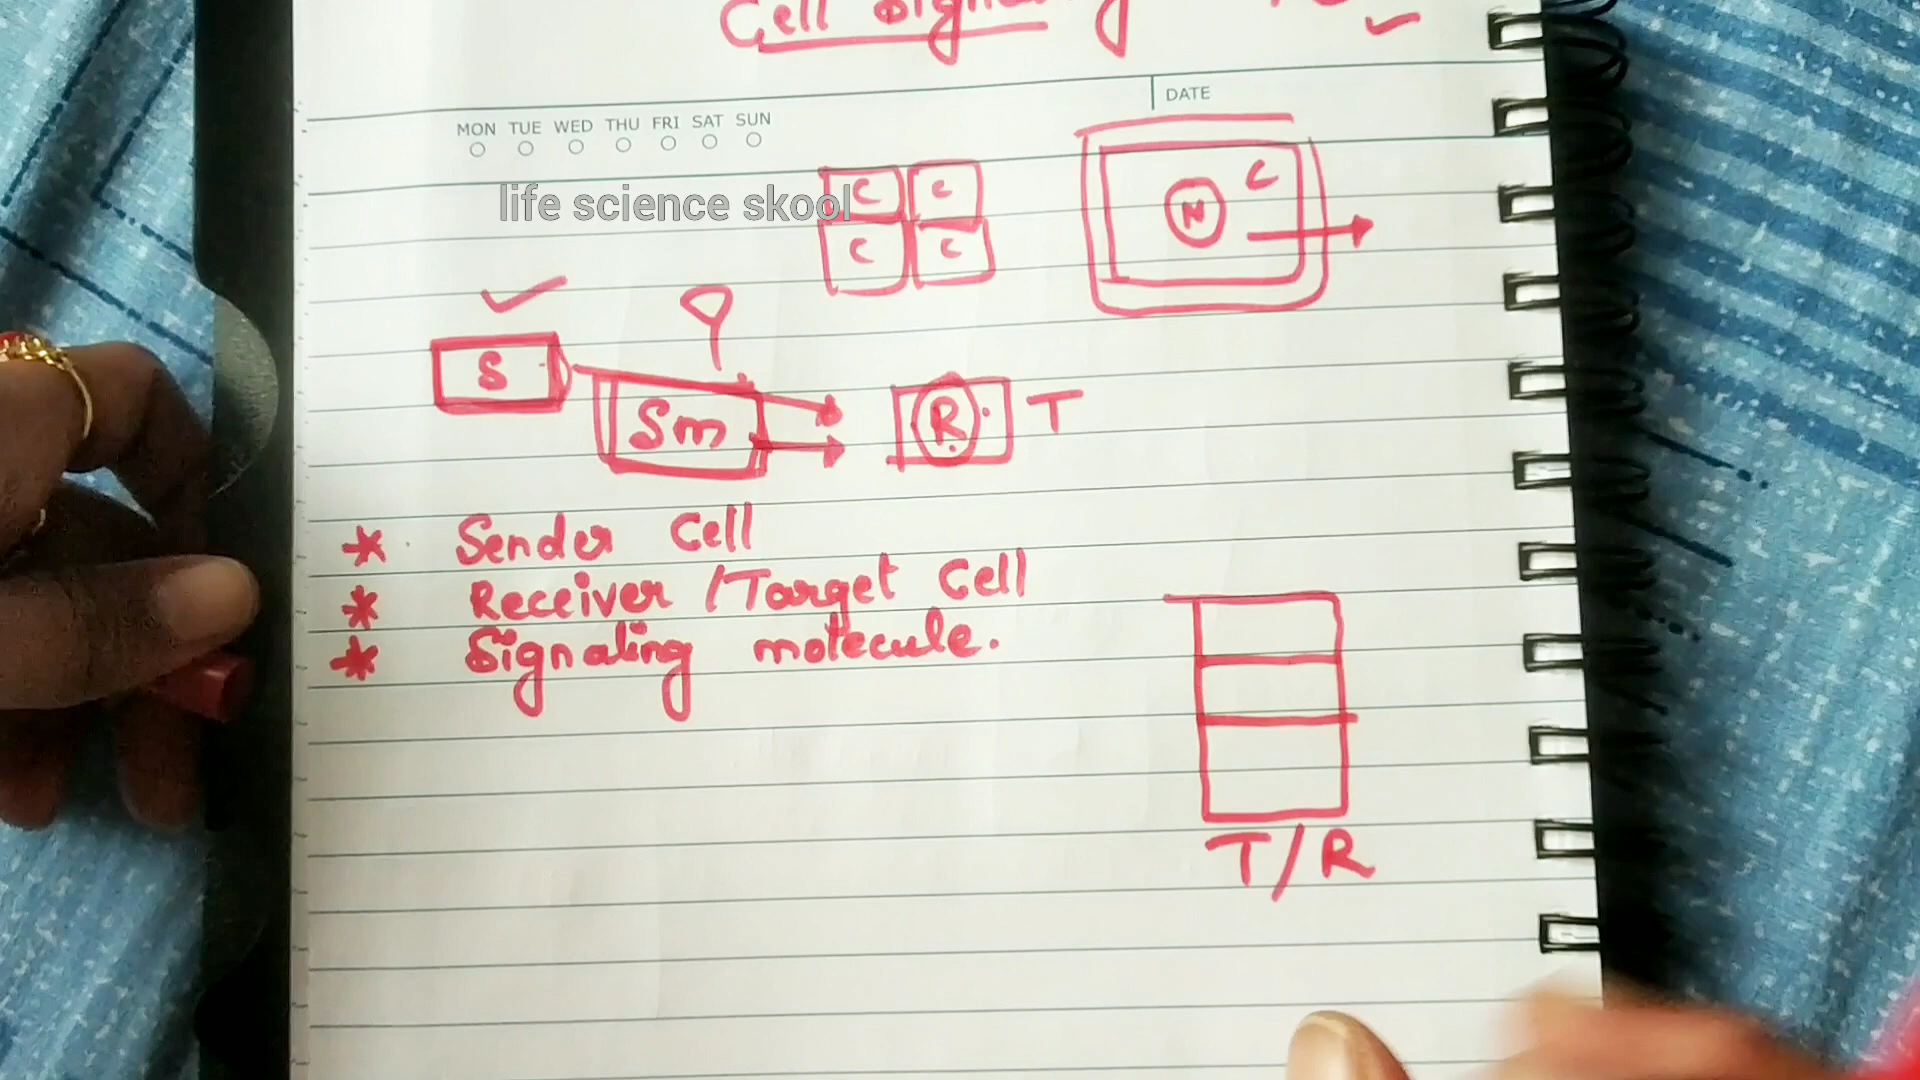 Cell Signaling
DATE
MON TUE WED THU FRI SAT SUN
C C
C C
N C
life science skool
S
Sm
R T
* Sender Cell
* Receiver /Target Cell
* Signaling molecule.
T/R